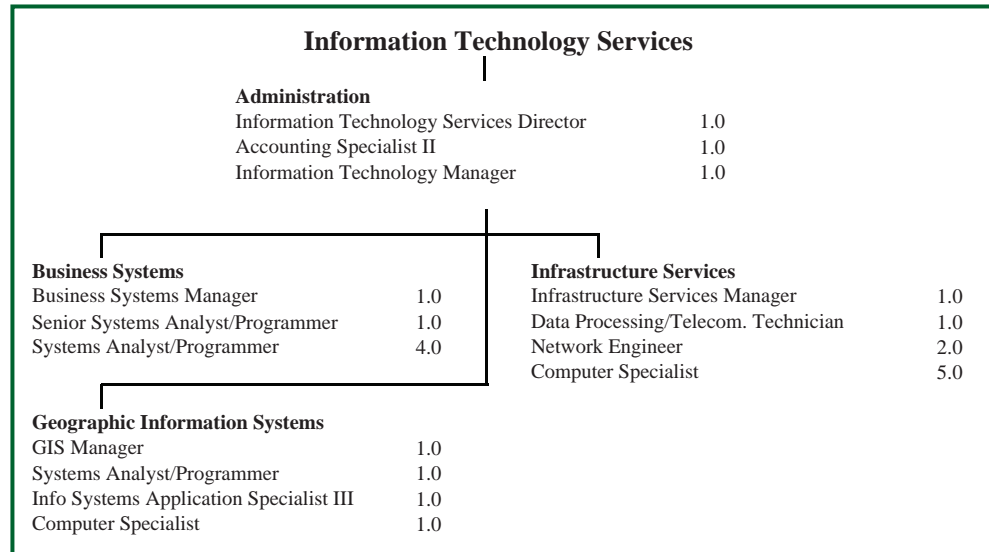 Information Technology Services
Administration
Information Technology Services Director 1.0
Accounting Specialist II 1.0
Information Technology Manager 1.0
Business Systems
Business Systems Manager 1.0
Senior Systems Analyst/Programmer 1.0
Systems Analyst/Programmer 4.0
Infrastructure Services
Infrastructure Services Manager 1.0
Data Processing/Telecom. Technician 1.0
Network Engineer 2.0
Computer Specialist 5.0
Geographic Information Systems
GIS Manager 1.0
Systems Analyst/Programmer 1.0
Info Systems Application Specialist III 1.0
Computer Specialist 1.0